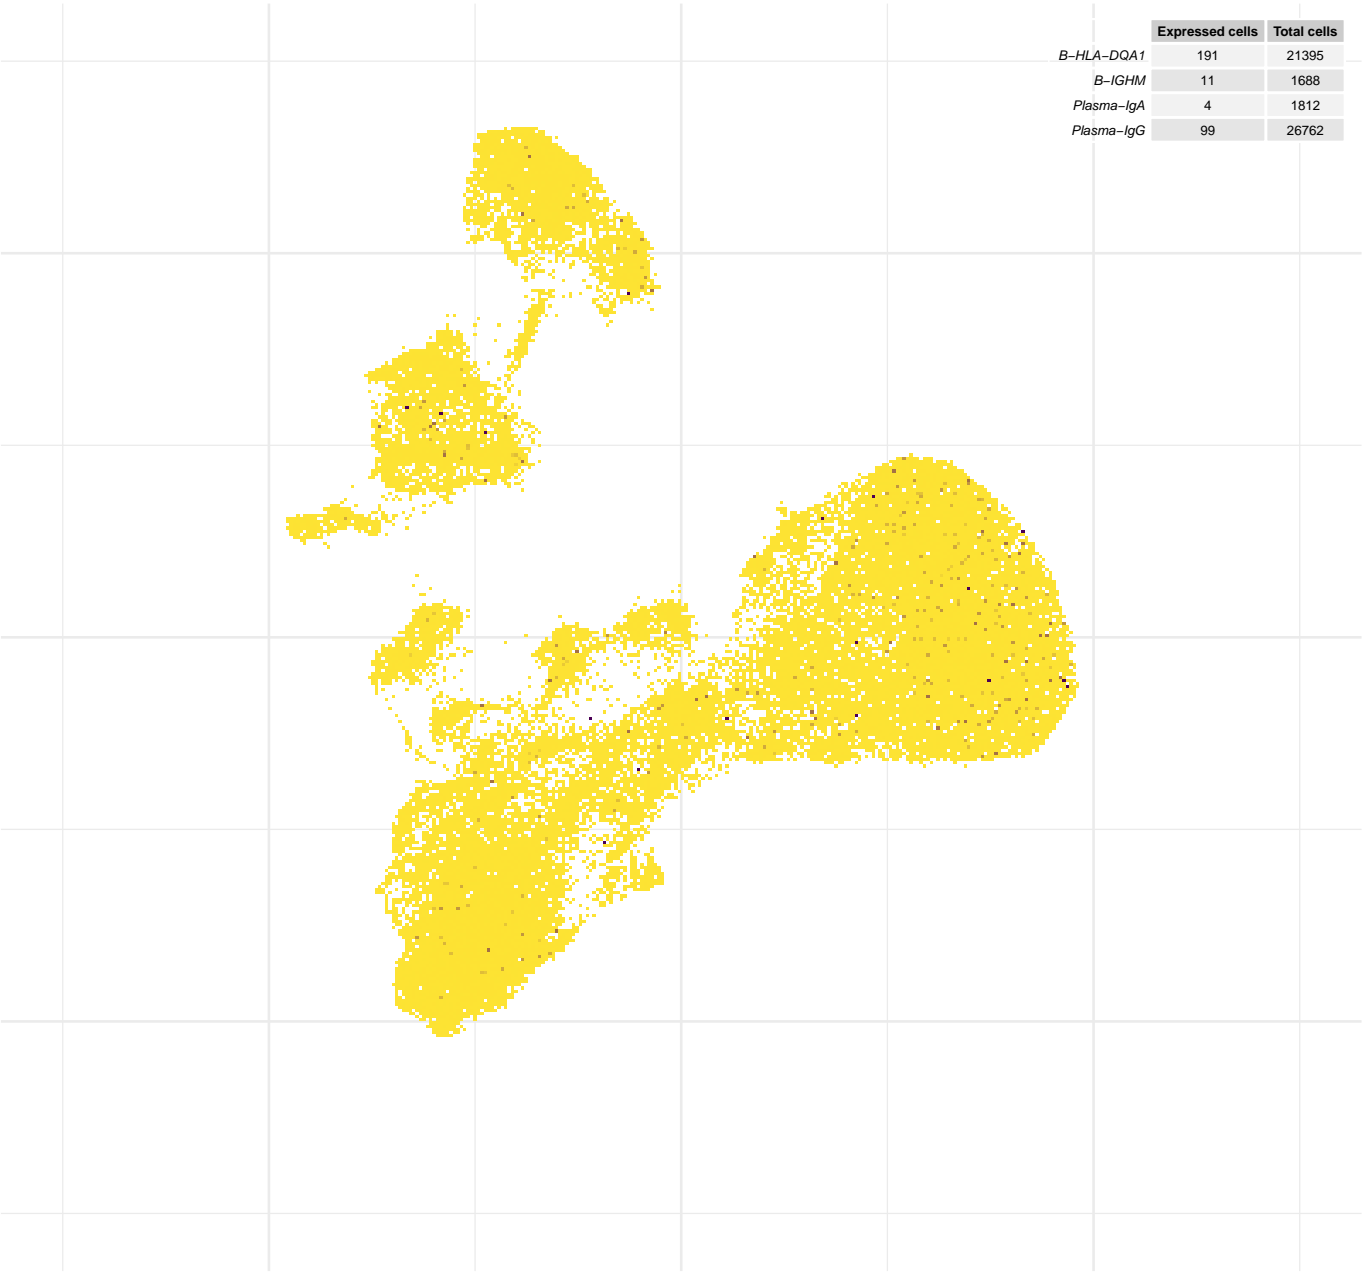 Expressed cells Total cells
B−HLA−DQA1 191 21395
B−IGHM 11 1688
Plasma−IgA 4 1812
Plasma−IgG 99 26762